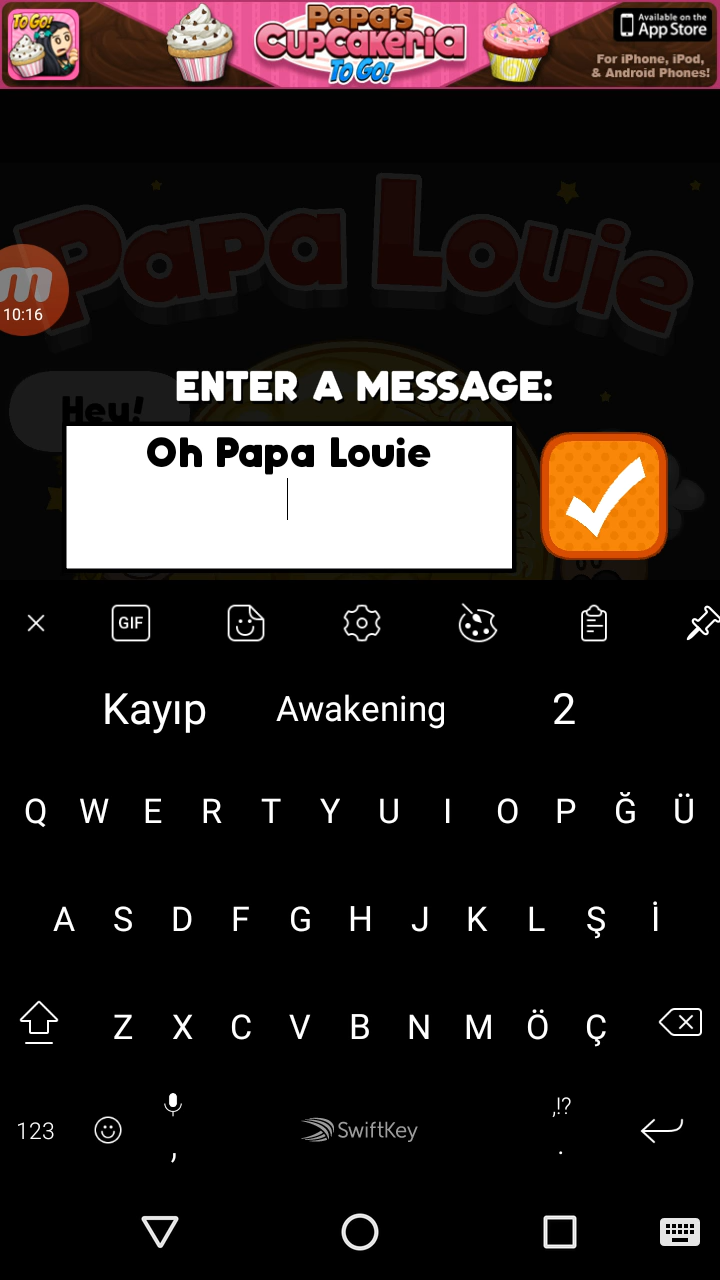 TO GO!
PAPA'S
CUPCAKERIA
TO GO!
Available on the
App Store
For iPhone, iPod,
& Android Phones!
Papa Louie
m
10:16
Hey!
ENTER A MESSAGE:
Oh Papa Louie
GIF
Kayıp Awakening 2
Q W E R T Y U I O P Ğ Ü
A S D F G H J K L Ş İ
Z X C V B N M Ö Ç
,!?
123 , SwiftKey .